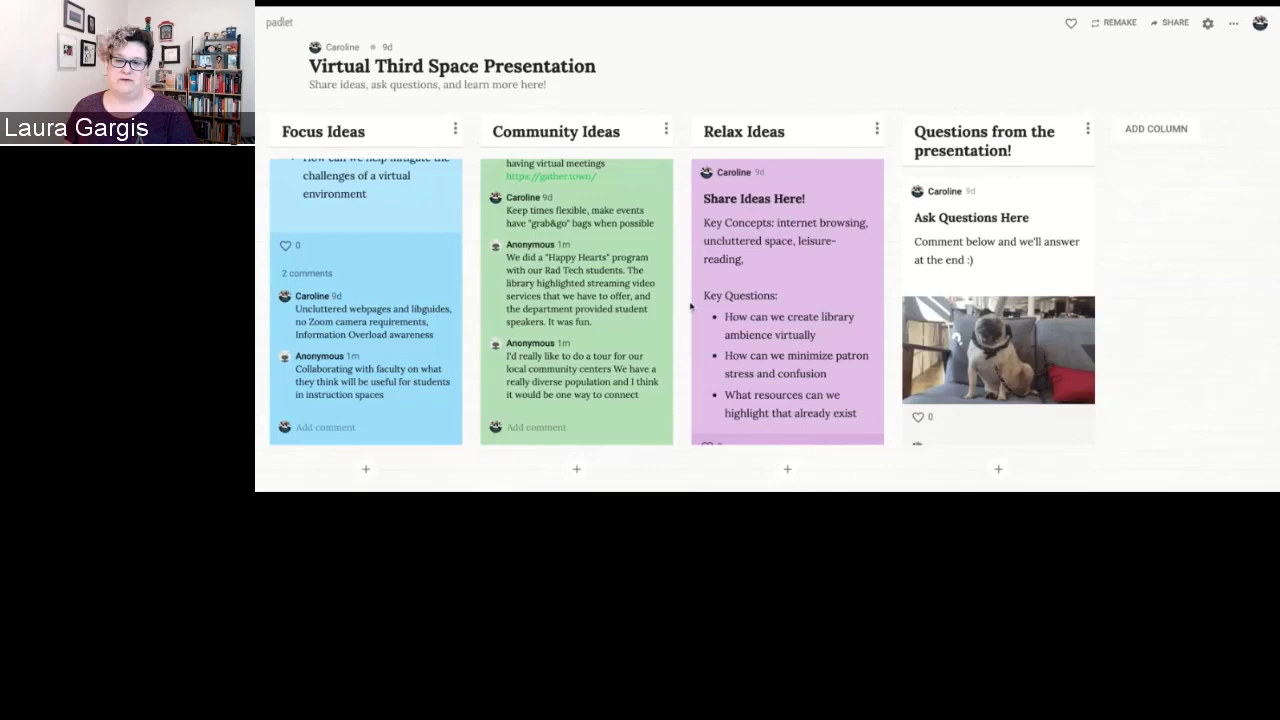 Laura Gargis
padlet
REMAKE
SHARE
Caroline 9d
Virtual Third Space Presentation
Share ideas, ask questions, and learn more here!
Focus Ideas
How can we help mitigate the
challenges of a virtual
environment
0
2 comments
Caroline 9d
Uncluttered webpages and libguides,
no Zoom camera requirements,
Information Overload awareness
Anonymous 1m
Collaborating with faculty on what
they think will be useful for students
in instruction spaces
Add comment
+
Community Ideas
having virtual meetings
https://gather.town/
Caroline 9d
Keep times flexible, make events
have "grab&go" bags when possible
Anonymous 1m
We did a "Happy Hearts" program
with our Rad Tech students. The
library highlighted streaming video
services that we have to offer, and
the department provided student
speakers. It was fun.
Anonymous 1m
I'd really like to do a tour for our
local community centers We have a
really diverse population and I think
it would be one way to connect
Add comment
+
Relax Ideas
Caroline 9d
Share Ideas Here!
Key Concepts: internet browsing,
uncluttered space, leisure-
reading,
Key Questions:
How can we create library
ambience virtually
How can we minimize patron
stress and confusion
What resources can we
highlight that already exist
+
Questions from the
presentation!
Caroline 9d
Ask Questions Here
Comment below and we'll answer
at the end :)
0
+
ADD COLUMN